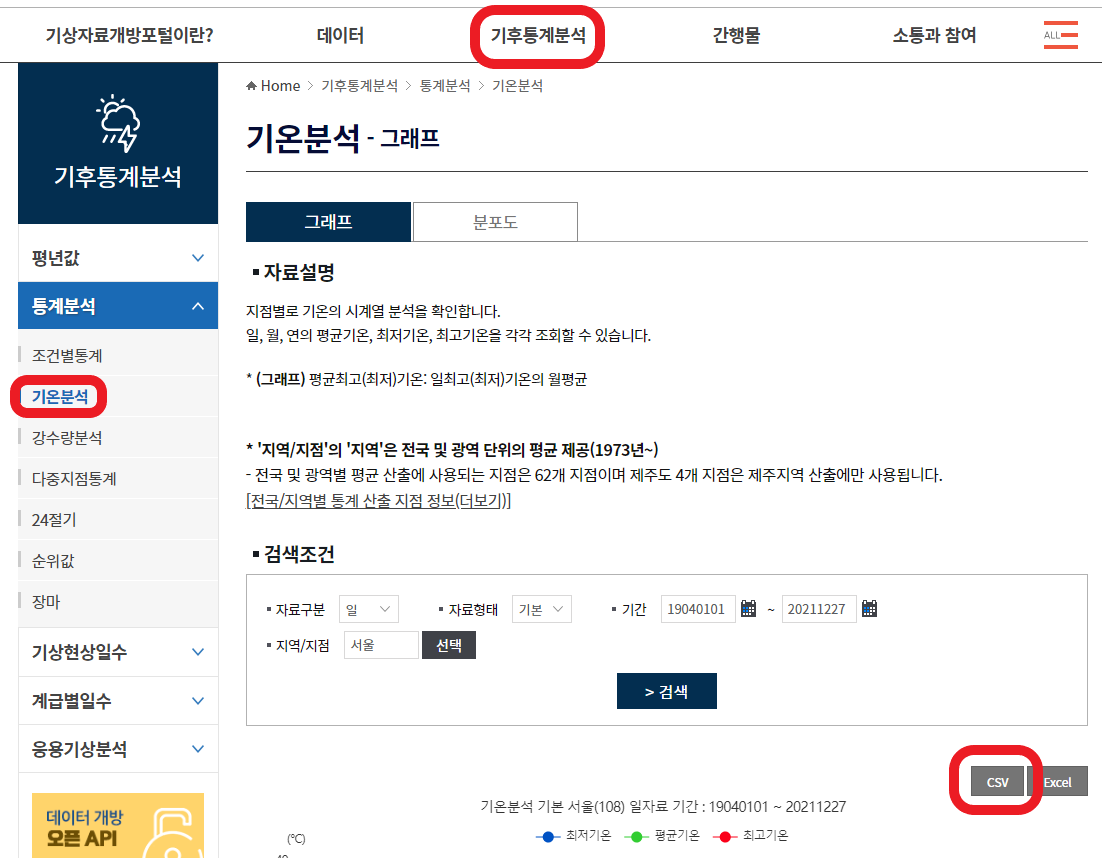 기상자료개방포털이란? 데이터 기후통계분석 간행물 소통과 참여 ALL
Home > 기후통계분석 > 통계분석 > 기온분석
기온분석 - 그래프
기후통계분석
그래프 분포도
평년값
통계분석
조건별통계
기온분석
강수량분석
다중지점통계
24절기
순위값
장마
기상현상일수
계급별일수
응용기상분석
데이터 개방
오픈 API
▪ 자료설명
지점별로 기온의 시계열 분석을 확인합니다.
일, 월, 연의 평균기온, 최저기온, 최고기온을 각각 조회할 수 있습니다.
* (그래프) 평균최고(최저)기온: 일최고(최저)기온의 월평균
* '지역/지점'의 '지역'은 전국 및 광역 단위의 평균 제공(1973년~)
- 전국 및 광역별 평균 산출에 사용되는 지점은 62개 지점이며 제주도 4개 지점은 제주지역 산출에만 사용됩니다.
[전국/지역별 통계 산출 지점 정보(더보기)]
▪ 검색조건
▪ 자료구분 일 ▪ 자료형태 기본 ▪ 기간 19040101 ~ 20211227
▪ 지역/지점 서울 선택
> 검색
CSV Excel
기온분석 기본 서울(108) 일자료 기간 : 19040101 ~ 20211227
최저기온 평균기온 최고기온
(℃)
40